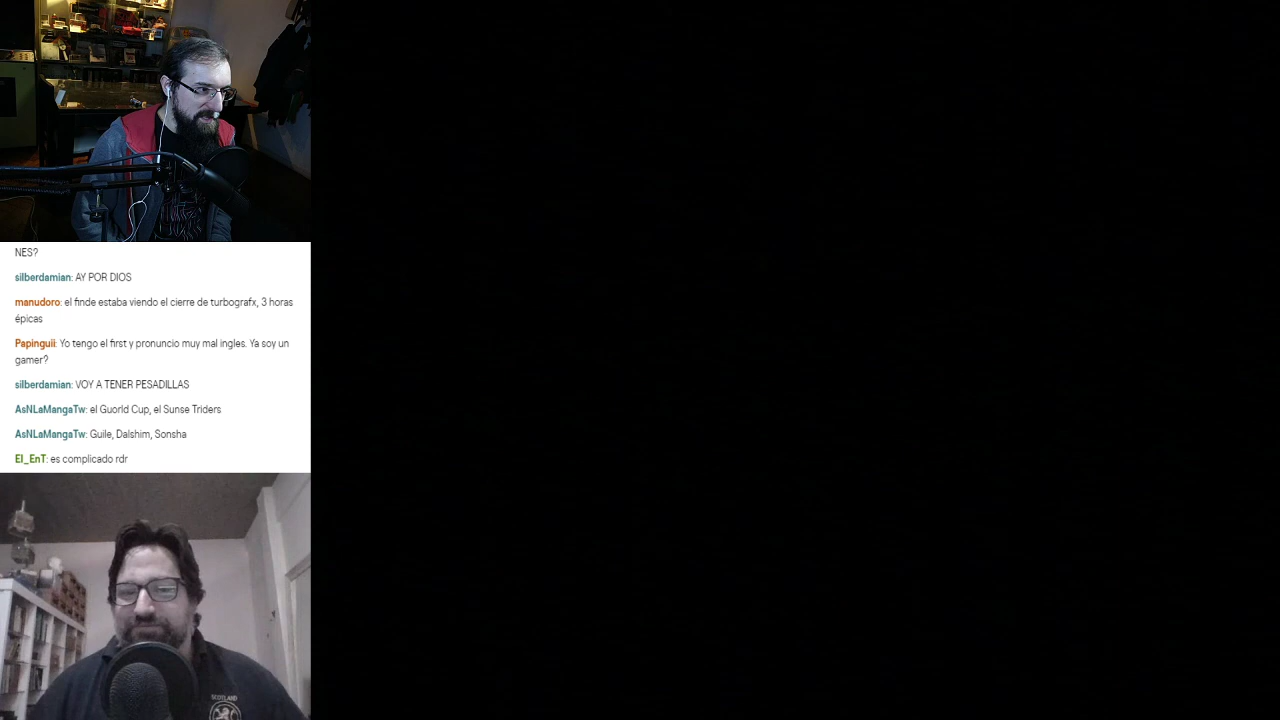 NES?
silberdamian: AY POR DIOS
manudoro: el finde estaba viendo el cierre de turbografx, 3 horas
épicas
Papinguii: Yo tengo el first y pronuncio muy mal ingles. Ya soy un
gamer?
silberdamian: VOY A TENER PESADILLAS
AsNLaMangaTw: el Guorld Cup, el Sunse Triders
AsNLaMangaTw: Guile, Dalshim, Sonsha
El_EnT: es complicado rdr
SCOTLAND